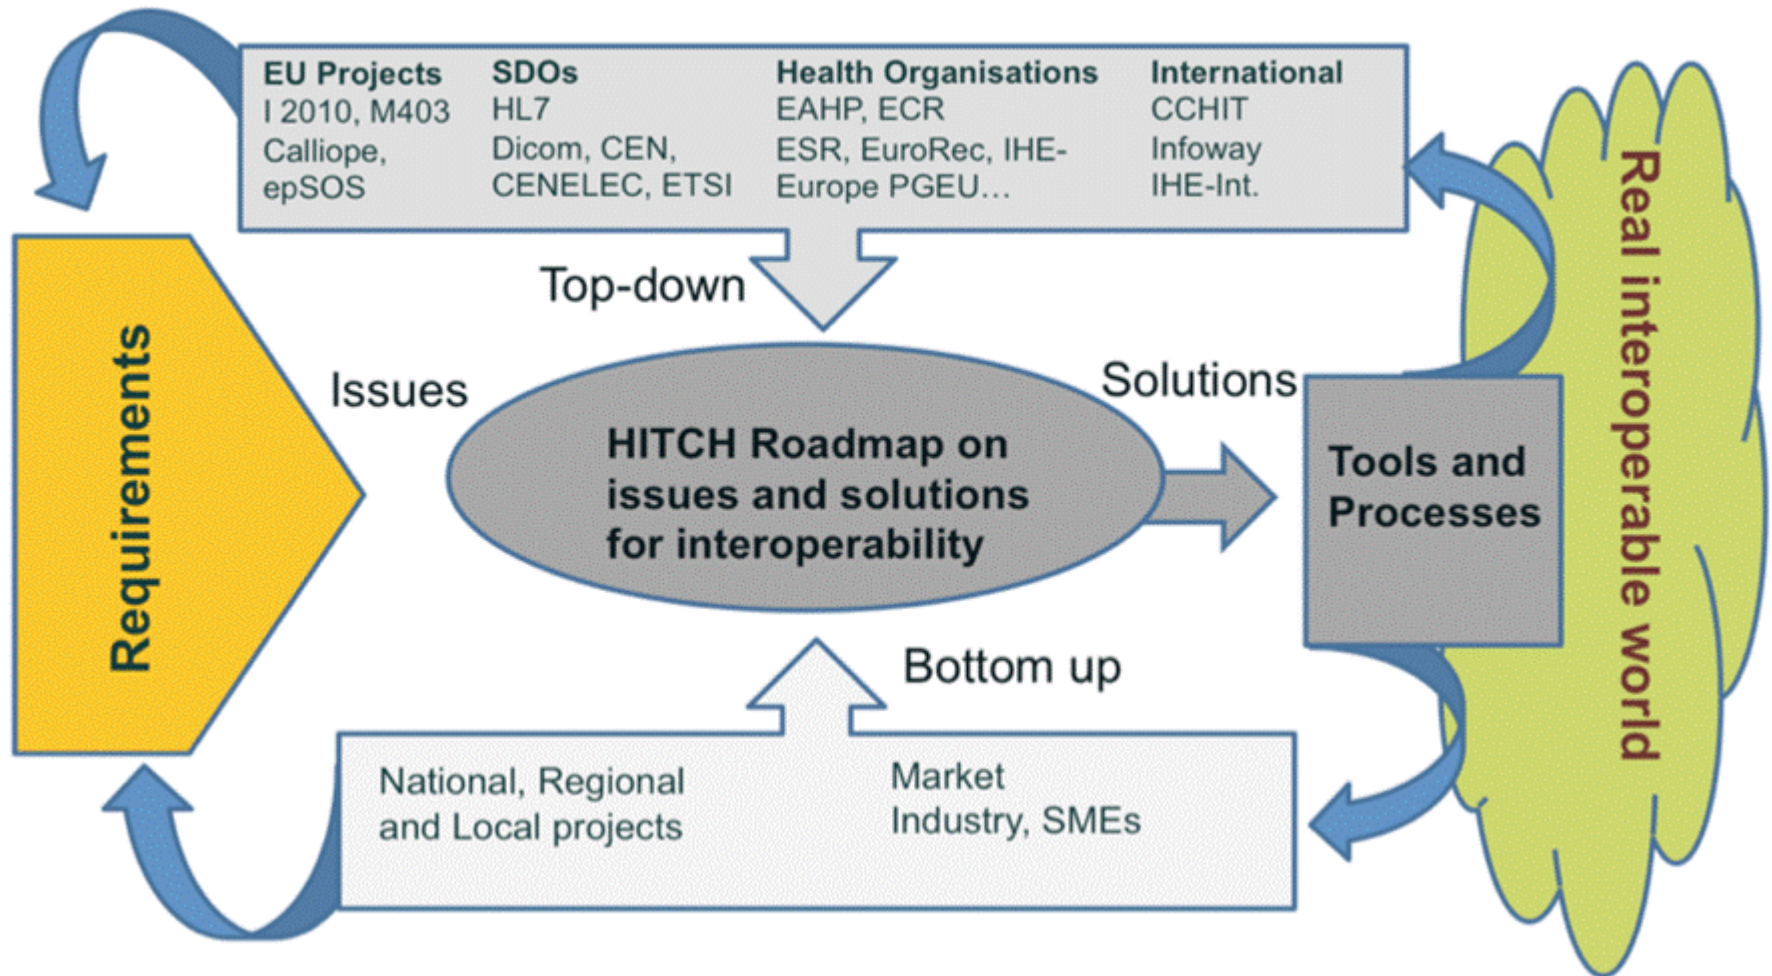 EU Projects
I 2010, M403
Calliope,
epSOS
SDOs
HL7
Dicom, CEN,
CENELEC, ETSI
Health Organisations
EAHP, ECR
ESR, EuroRec, IHE-
Europe PGEU…
International
CCHIT
Infoway
IHE-Int.
Top-down
Requirements
Issues
HITCH Roadmap on
issues and solutions
for interoperability
Solutions
Tools and
Processes
Real interoperable world
Bottom up
National, Regional
and Local projects
Market
Industry, SMEs